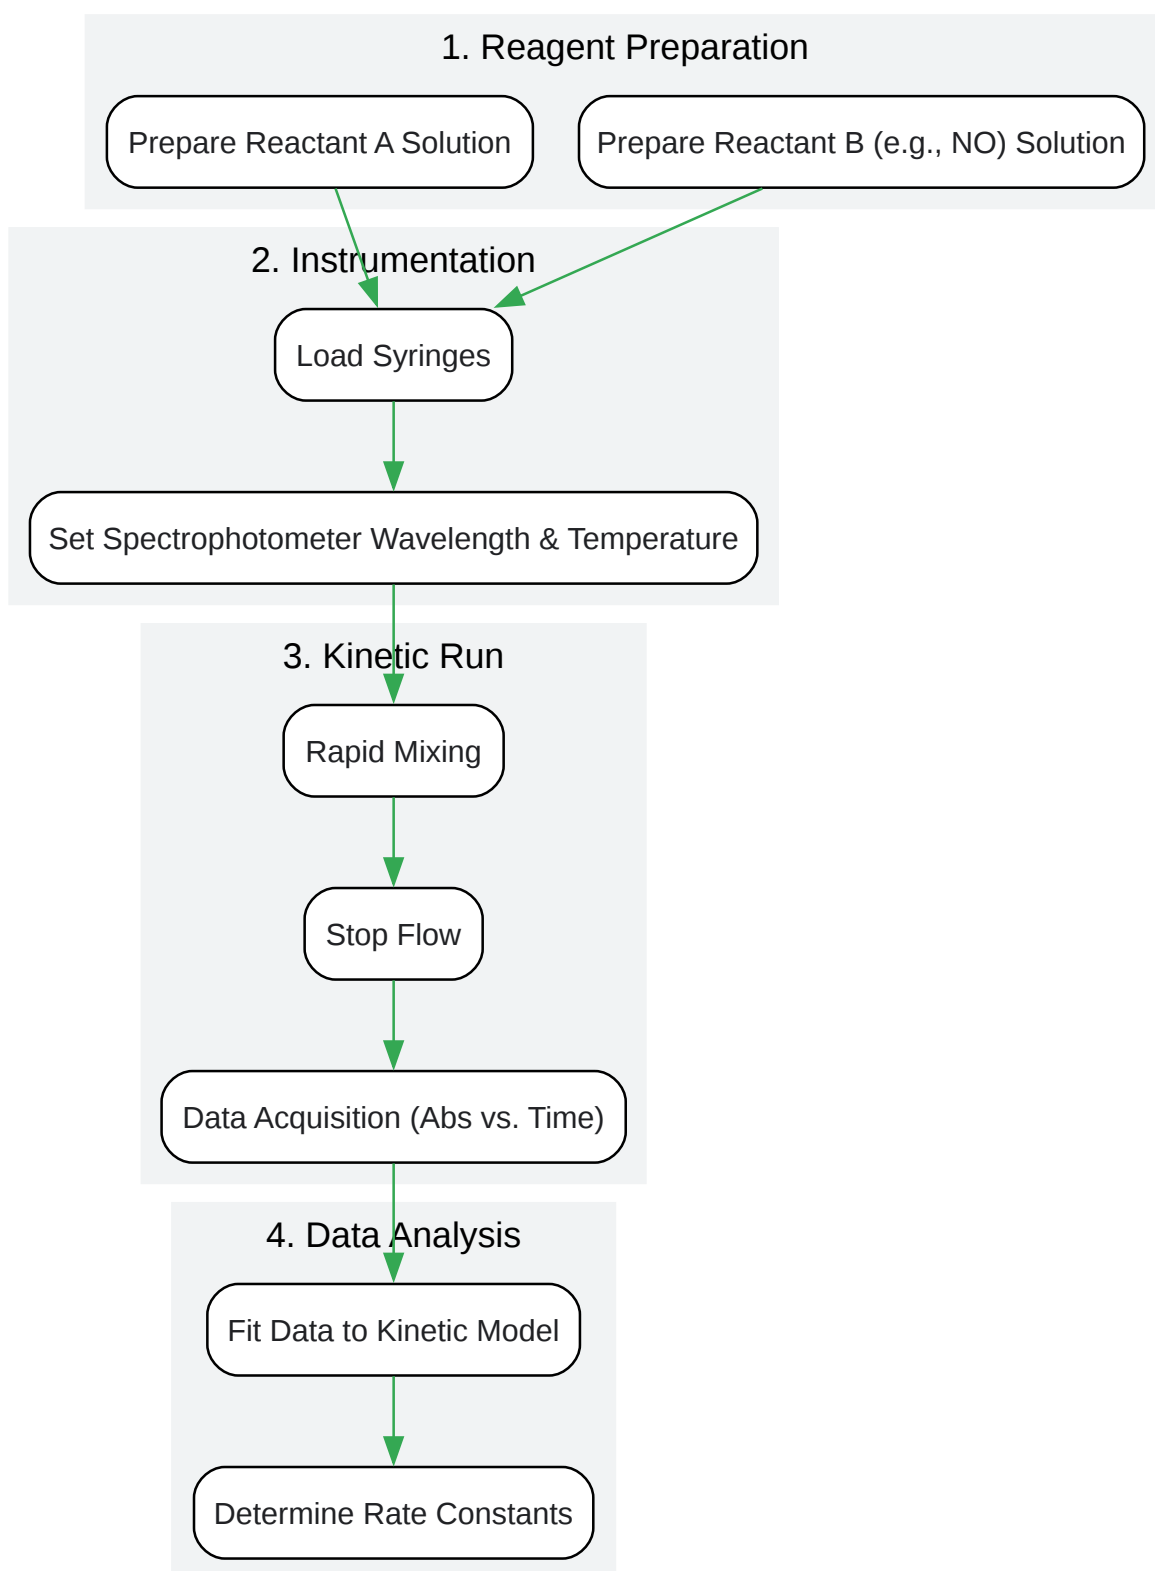 1. Reagent Preparation
Prepare Reactant A Solution
Prepare Reactant B (e.g., NO) Solution
2. Instrumentation
Load Syringes
Set Spectrophotometer Wavelength & Temperature
3. Kinetic Run
Rapid Mixing
Stop Flow
Data Acquisition (Abs vs. Time)
4. Data Analysis
Fit Data to Kinetic Model
Determine Rate Constants